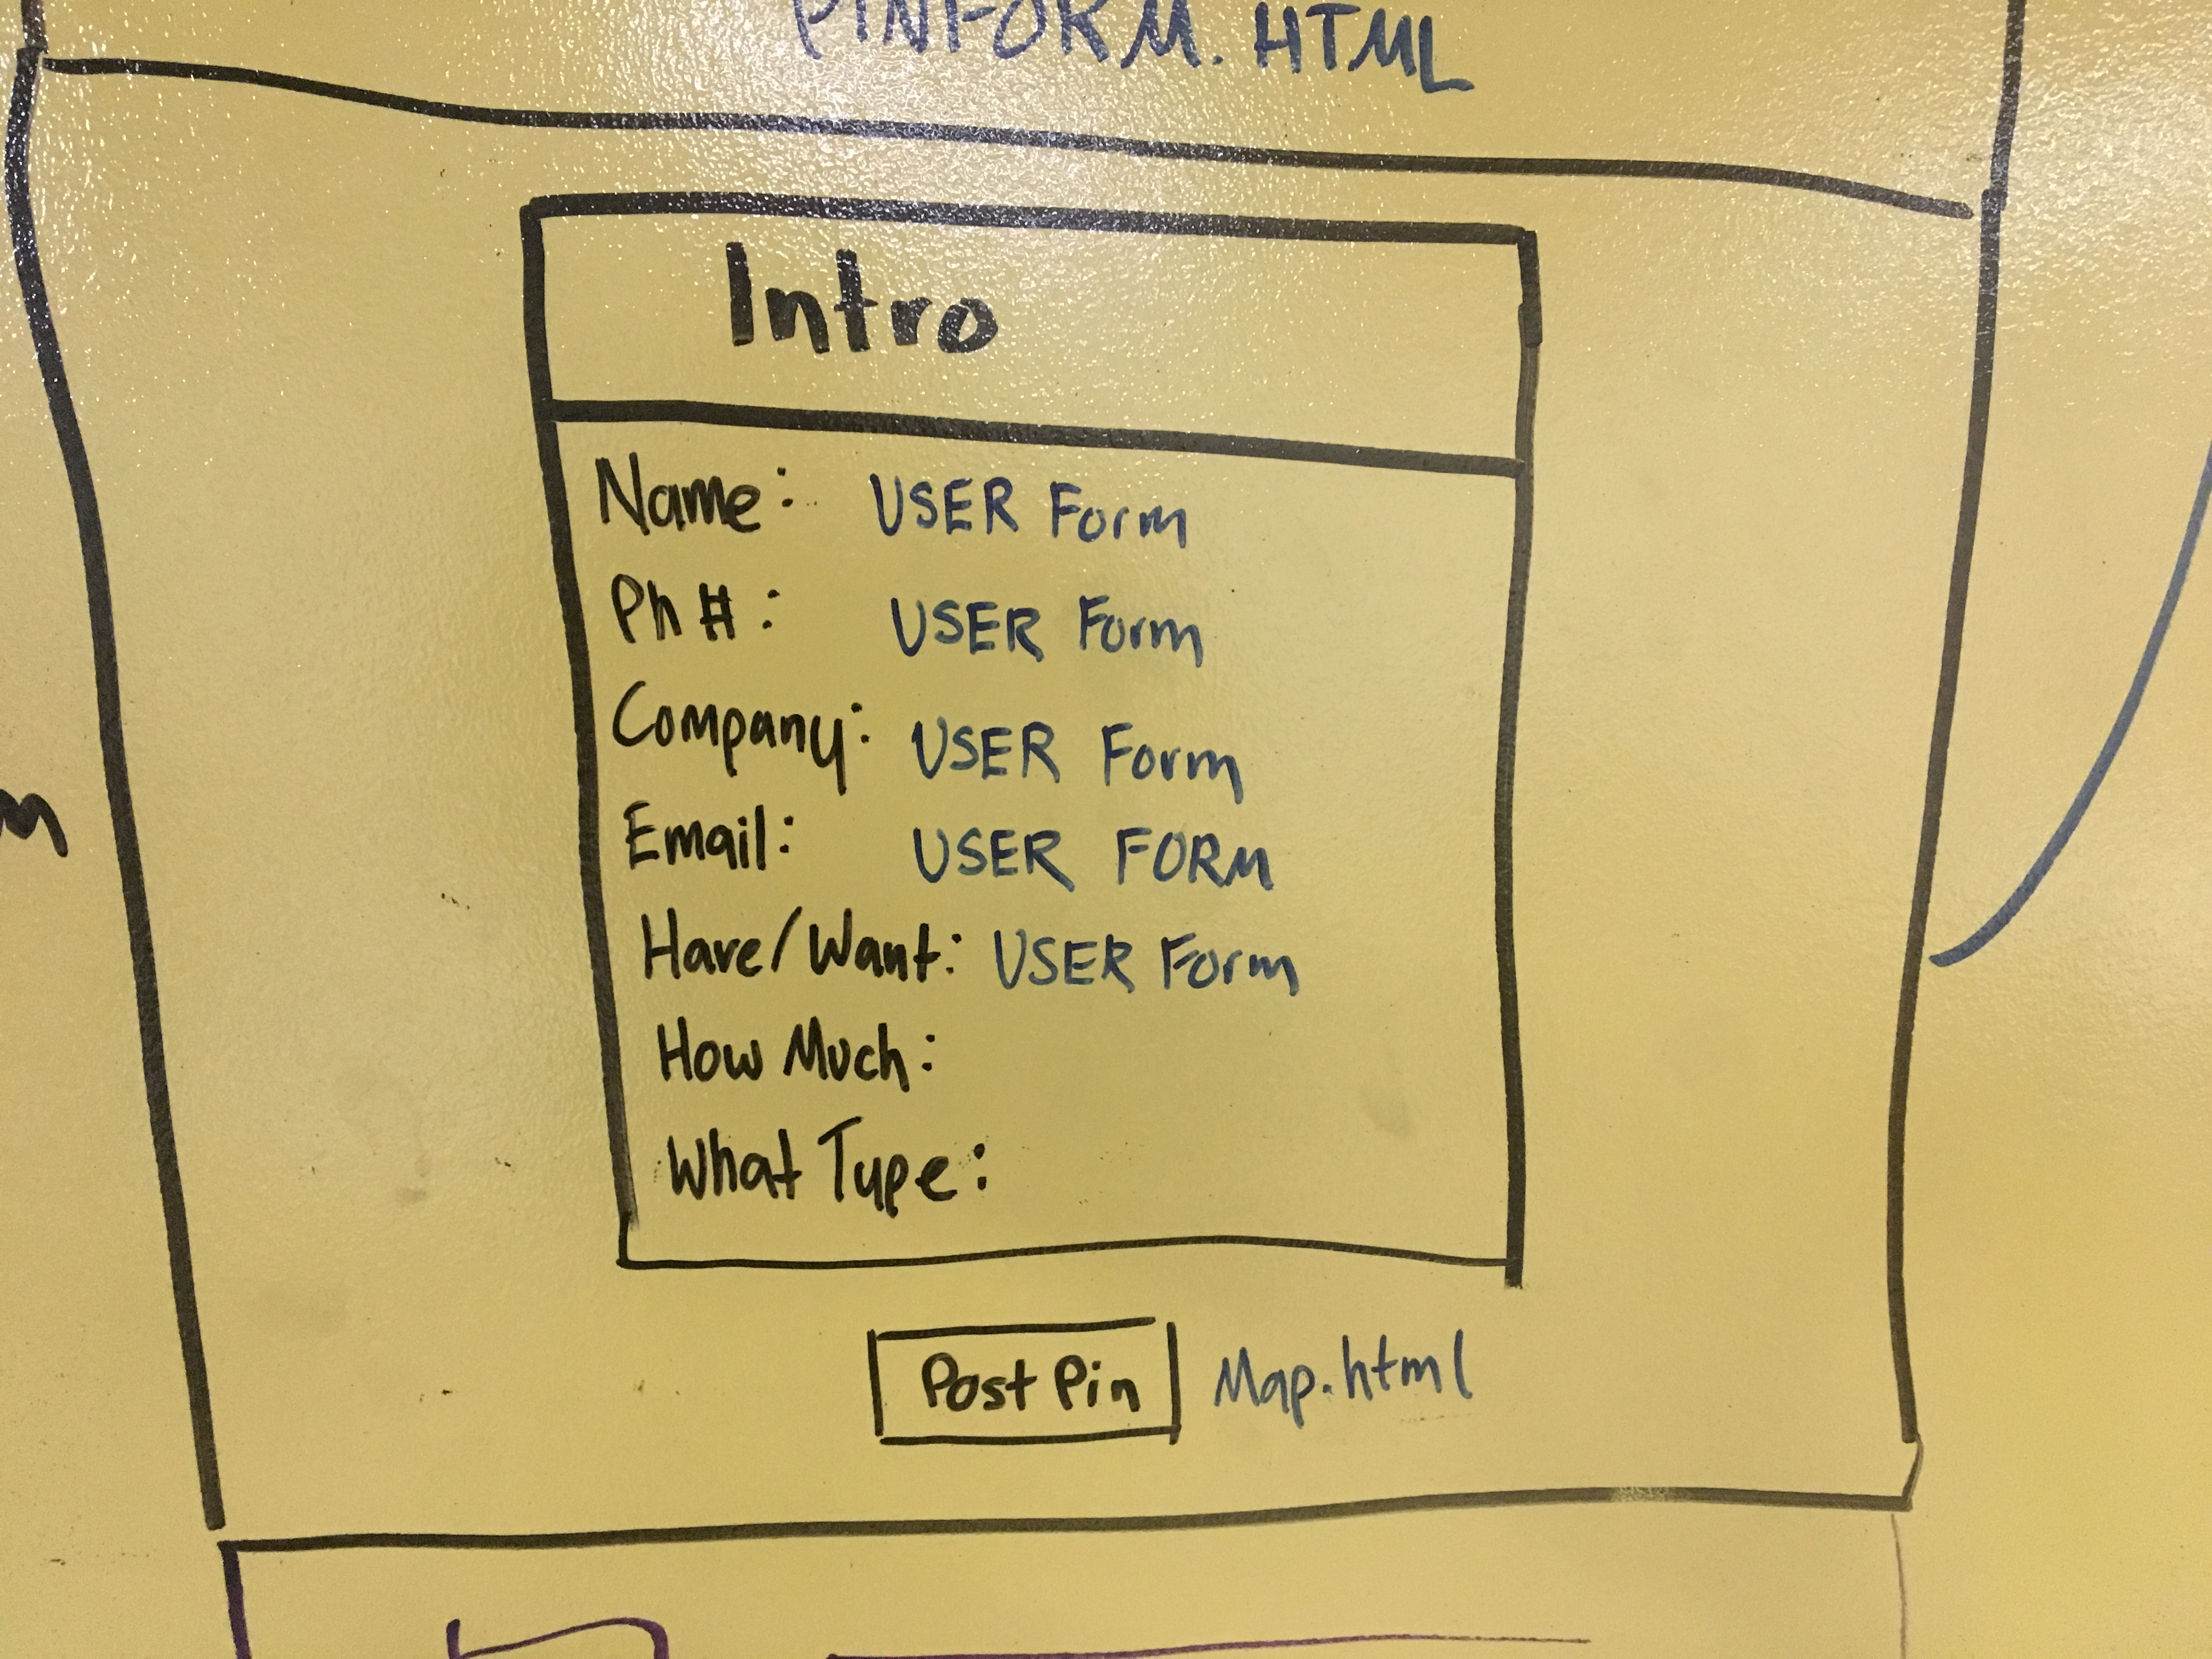 PINFORM.HTML
Intro
Name: USER Form
Ph #: USER Form
Company: USER Form
Email: USER FORM
Have/Want: USER Form
How Much:
What Type:
Post Pin Map.html